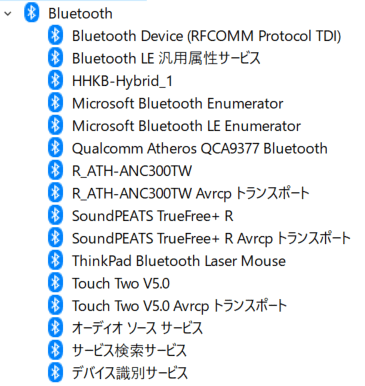 Bluetooth
Bluetooth Device (RFCOMM Protocol TDI)
Bluetooth LE 汎用属性サービス
HHKB-Hybrid_1
Microsoft Bluetooth Enumerator
Microsoft Bluetooth LE Enumerator
Qualcomm Atheros QCA9377 Bluetooth
R_ATH-ANC300TW
R_ATH-ANC300TW Avrcp トランスポート
SoundPEATS TrueFree+ R
SoundPEATS TrueFree+ R Avrcp トランスポート
ThinkPad Bluetooth Laser Mouse
Touch Two V5.0
Touch Two V5.0 Avrcp トランスポート
オーディオ ソース サービス
サービス検索サービス
デバイス識別サービス